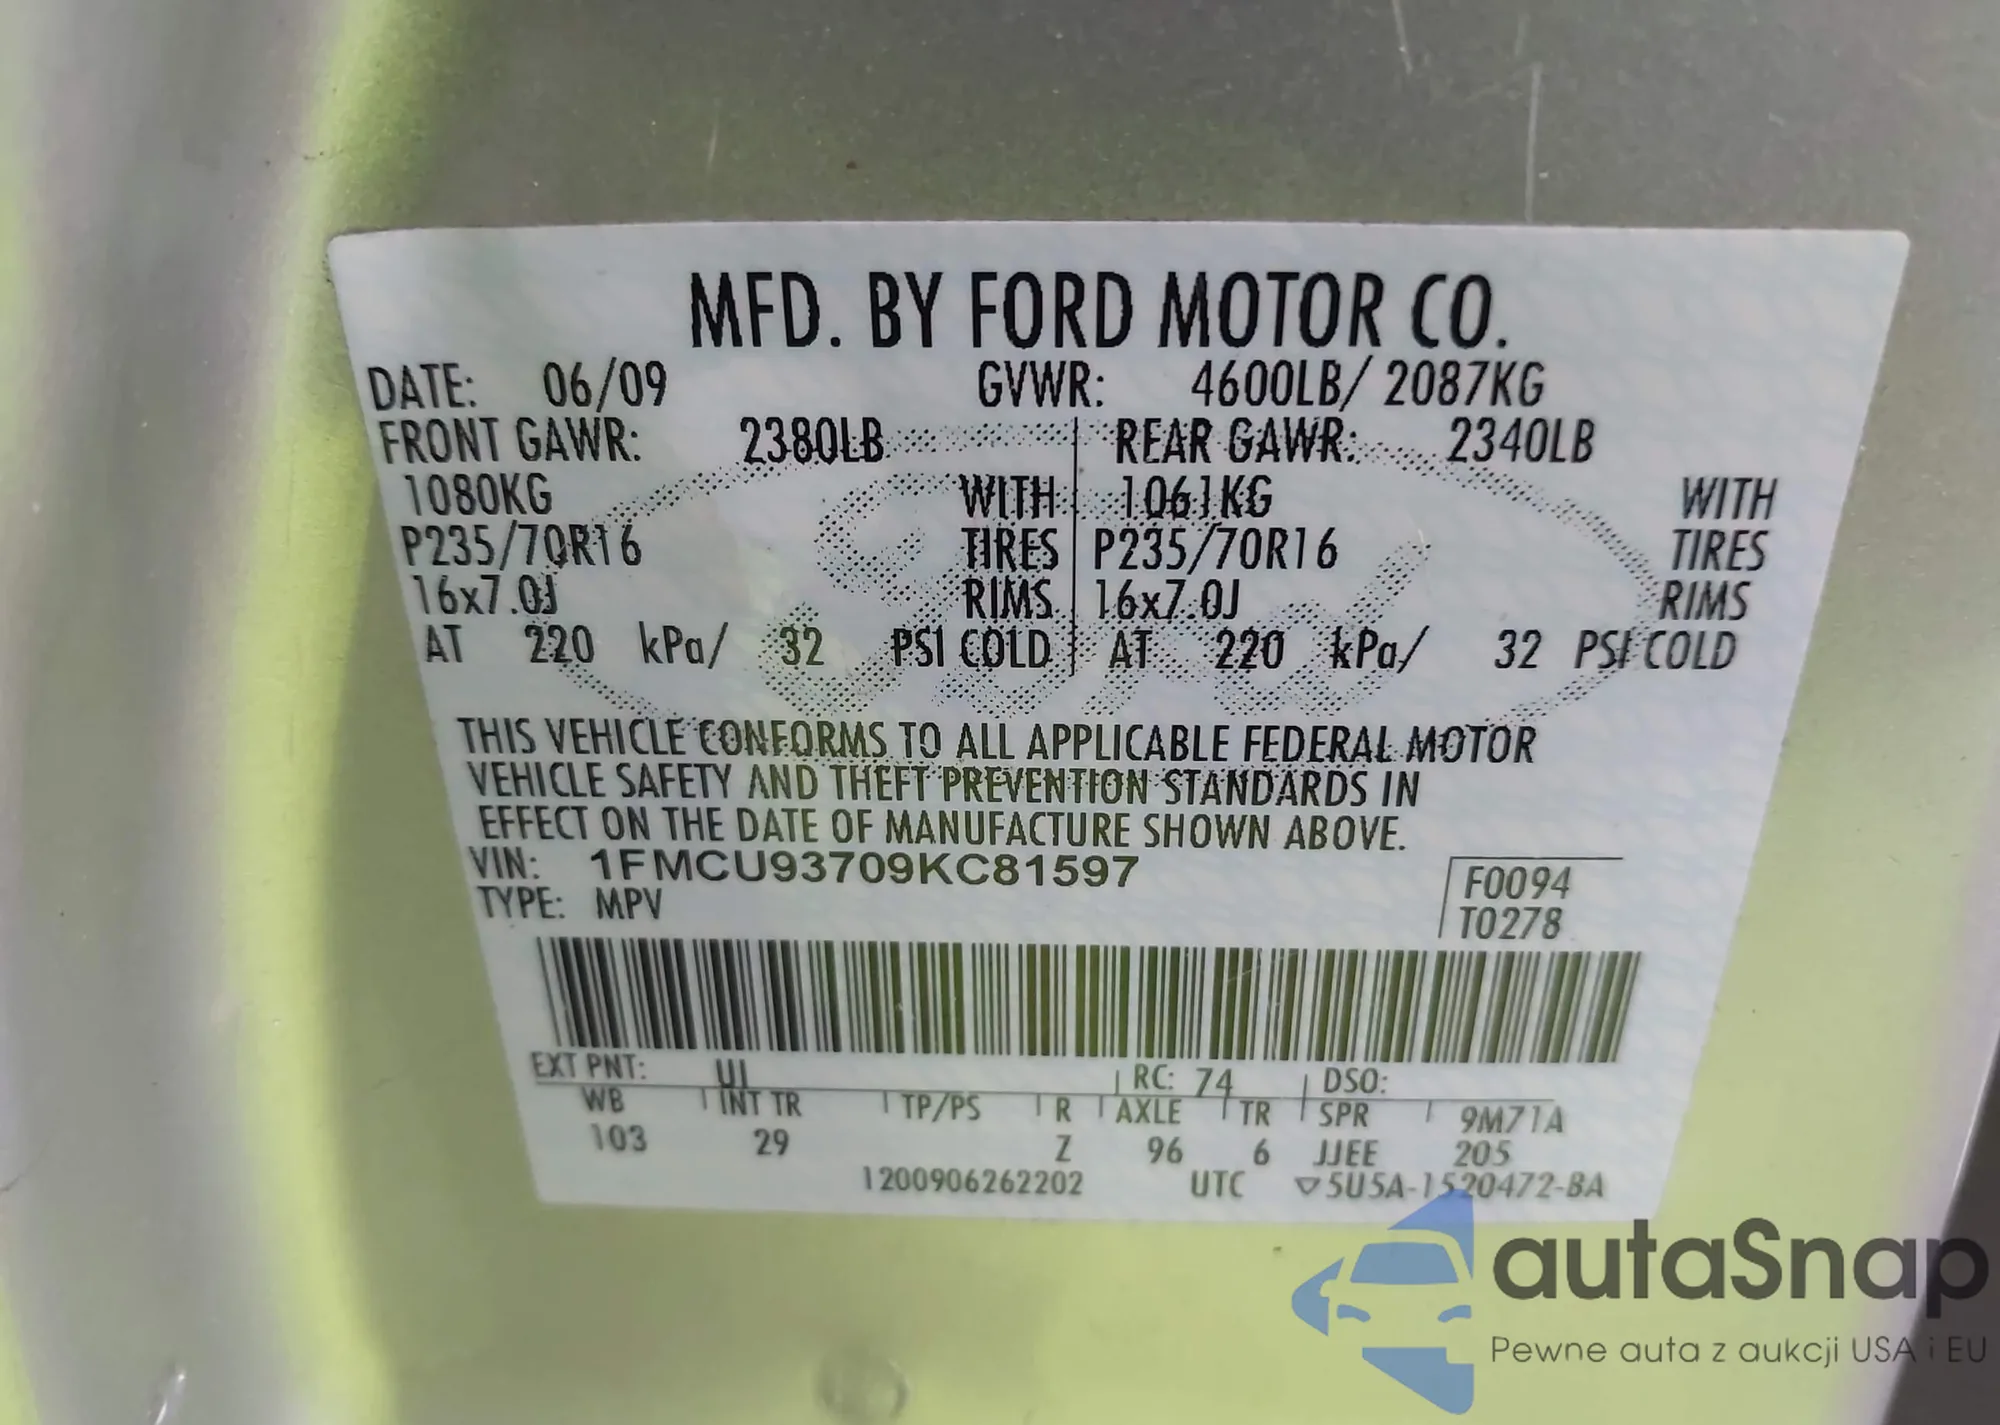 MFD. BY FORD MOTOR CO.
DATE: 06/09 GVWR: 4600LB/ 2087KG
FRONT GAWR: 2380LB REAR GAWR: 2340LB
1080KG WITH 1061KG WITH
P235/70R16 TIRES P235/70R16 TIRES
16x7.0J RIMS 16x7.0J RIMS
AT 220 kPa/ 32 PSI COLD AT 220 kPa/ 32 PSI COLD
THIS VEHICLE CONFORMS TO ALL APPLICABLE FEDERAL MOTOR
VEHICLE SAFETY AND THEFT PREVENTION STANDARDS IN
EFFECT ON THE DATE OF MANUFACTURE SHOWN ABOVE.
VIN: 1FMCU93709KC81597
TYPE: MPV
F0094
T0278
EXT PNT: UJ RC: 74 DSO:
WB INT TR TP/PS R AXLE TR SPR 9M71A
103 29 Z 96 6 JJEE 205
1200906262202 UTC ▽5U5A-1520472-BA
autaSnap
Pewne auta z aukcji USA i EU